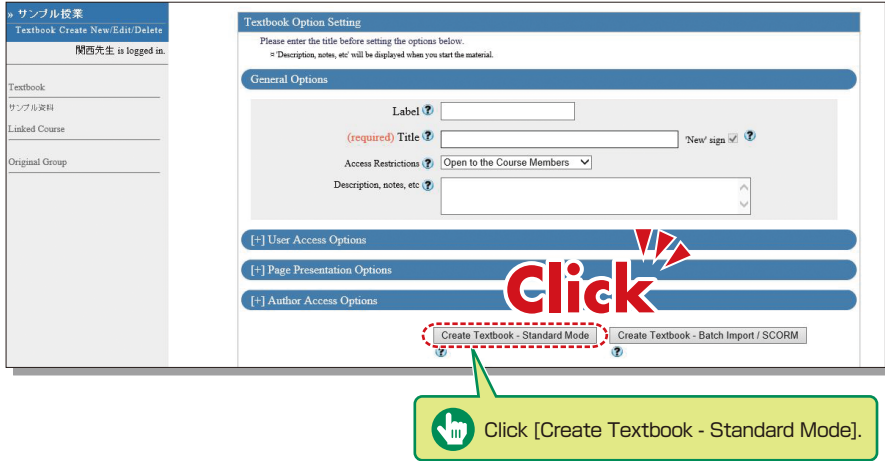 » サンプル授業
Textbook Create New/Edit/Delete
関西先生 is logged in.
Textbook
サンプル資料
Linked Course
Original Group
Textbook Option Setting
Please enter the title before setting the options below.
¤ 'Description, notes, etc' will be displayed when you start the material.
General Options
Label ?
(required) Title ? 'New' sign ?
Access Restrictions ? Open to the Course Members
Description, notes, etc ?
[+] User Access Options
[+] Page Presentation Options
[+] Author Access Options
Click
Create Textbook - Standard Mode Create Textbook - Batch Import / SCORM
? ?
Click [Create Textbook - Standard Mode].